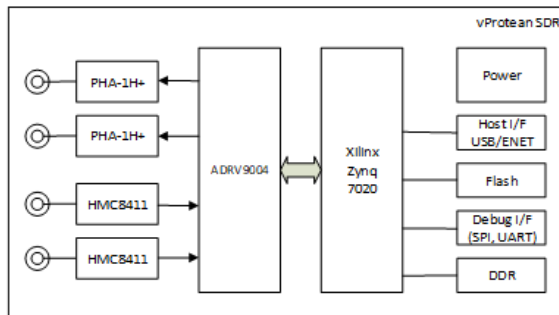 vProtean SDR
PHA-1H+
PHA-1H+
HMC8411
HMC8411
ADRV9004
Xilinx
Zynq
7020
Power
Host I/F
USB/ENET
Flash
Debug I/F
(SPI, UART)
DDR